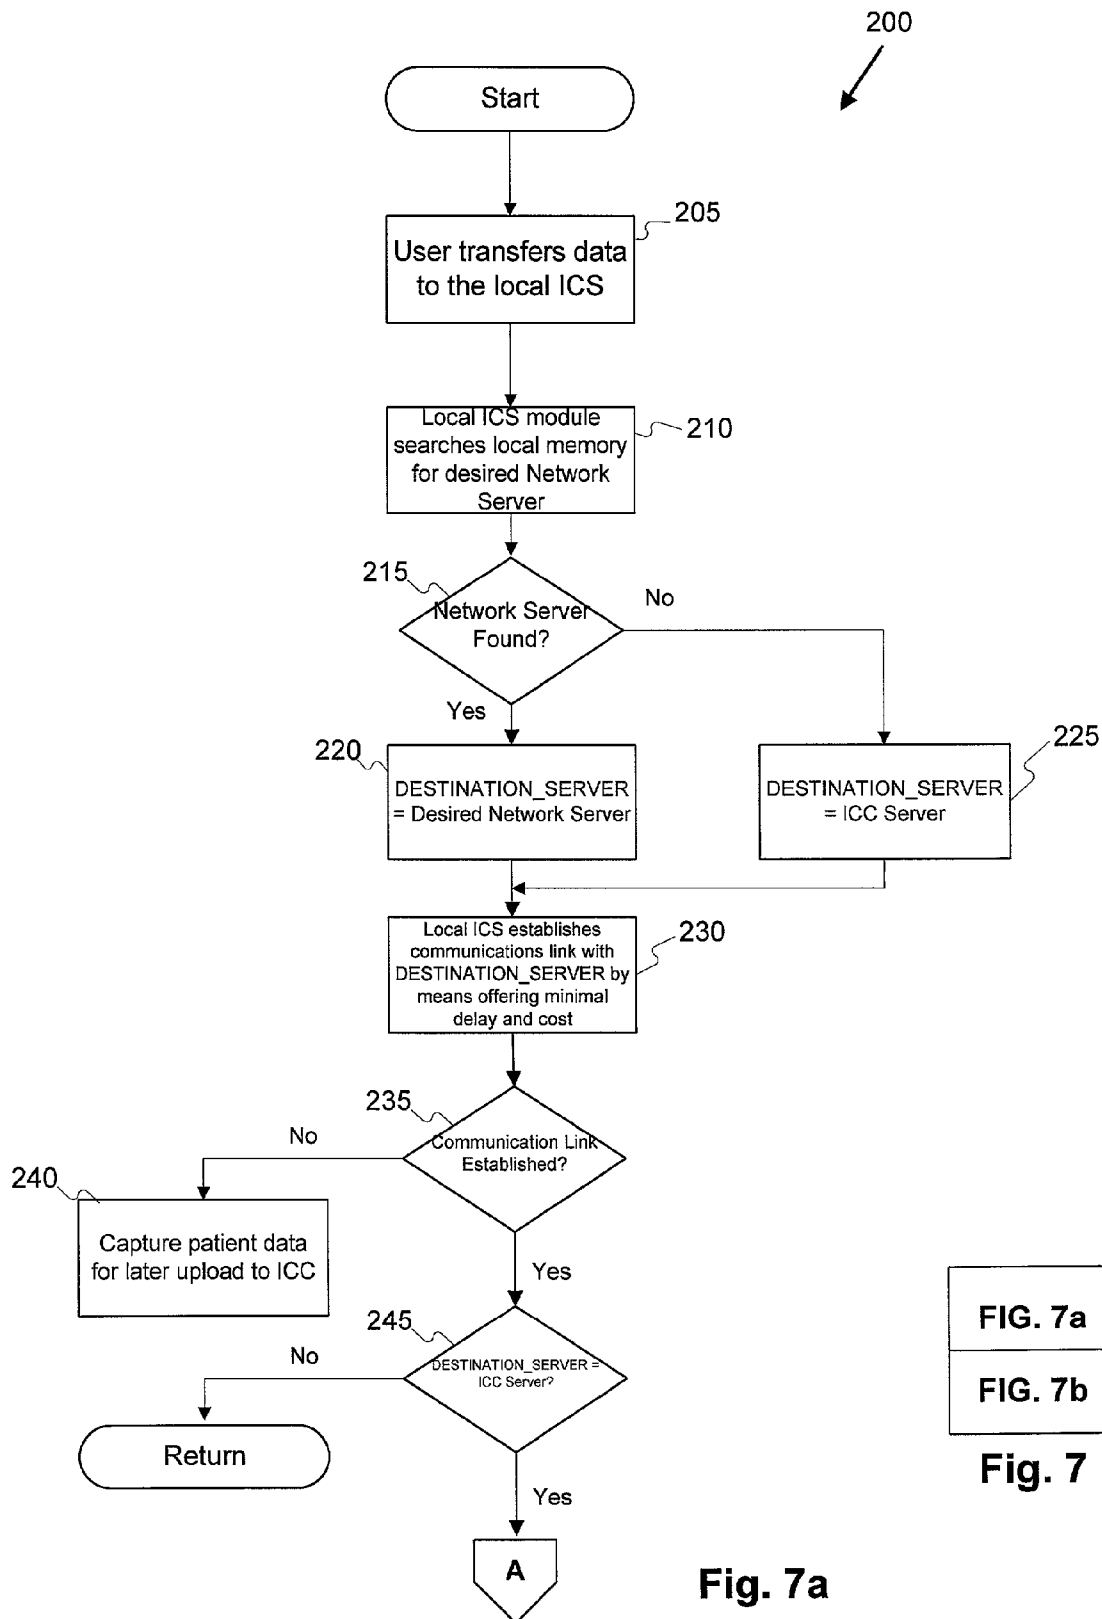 200
Start
205
User transfers data
to the local ICS
Local ICS module
searches local memory
for desired Network
Server
210
215
Network Server
Found?
No
Yes
220
DESTINATION_SERVER
= Desired Network Server
225
DESTINATION_SERVER
= ICC Server
Local ICS establishes
communications link with
DESTINATION_SERVER by
means offering minimal
delay and cost
230
235
Communication Link
Established?
No
240
Capture patient data
for later upload to ICC
Yes
245
DESTINATION_SERVER =
ICC Server?
No
Return
Yes
A
FIG. 7a
FIG. 7b
Fig. 7
Fig. 7a